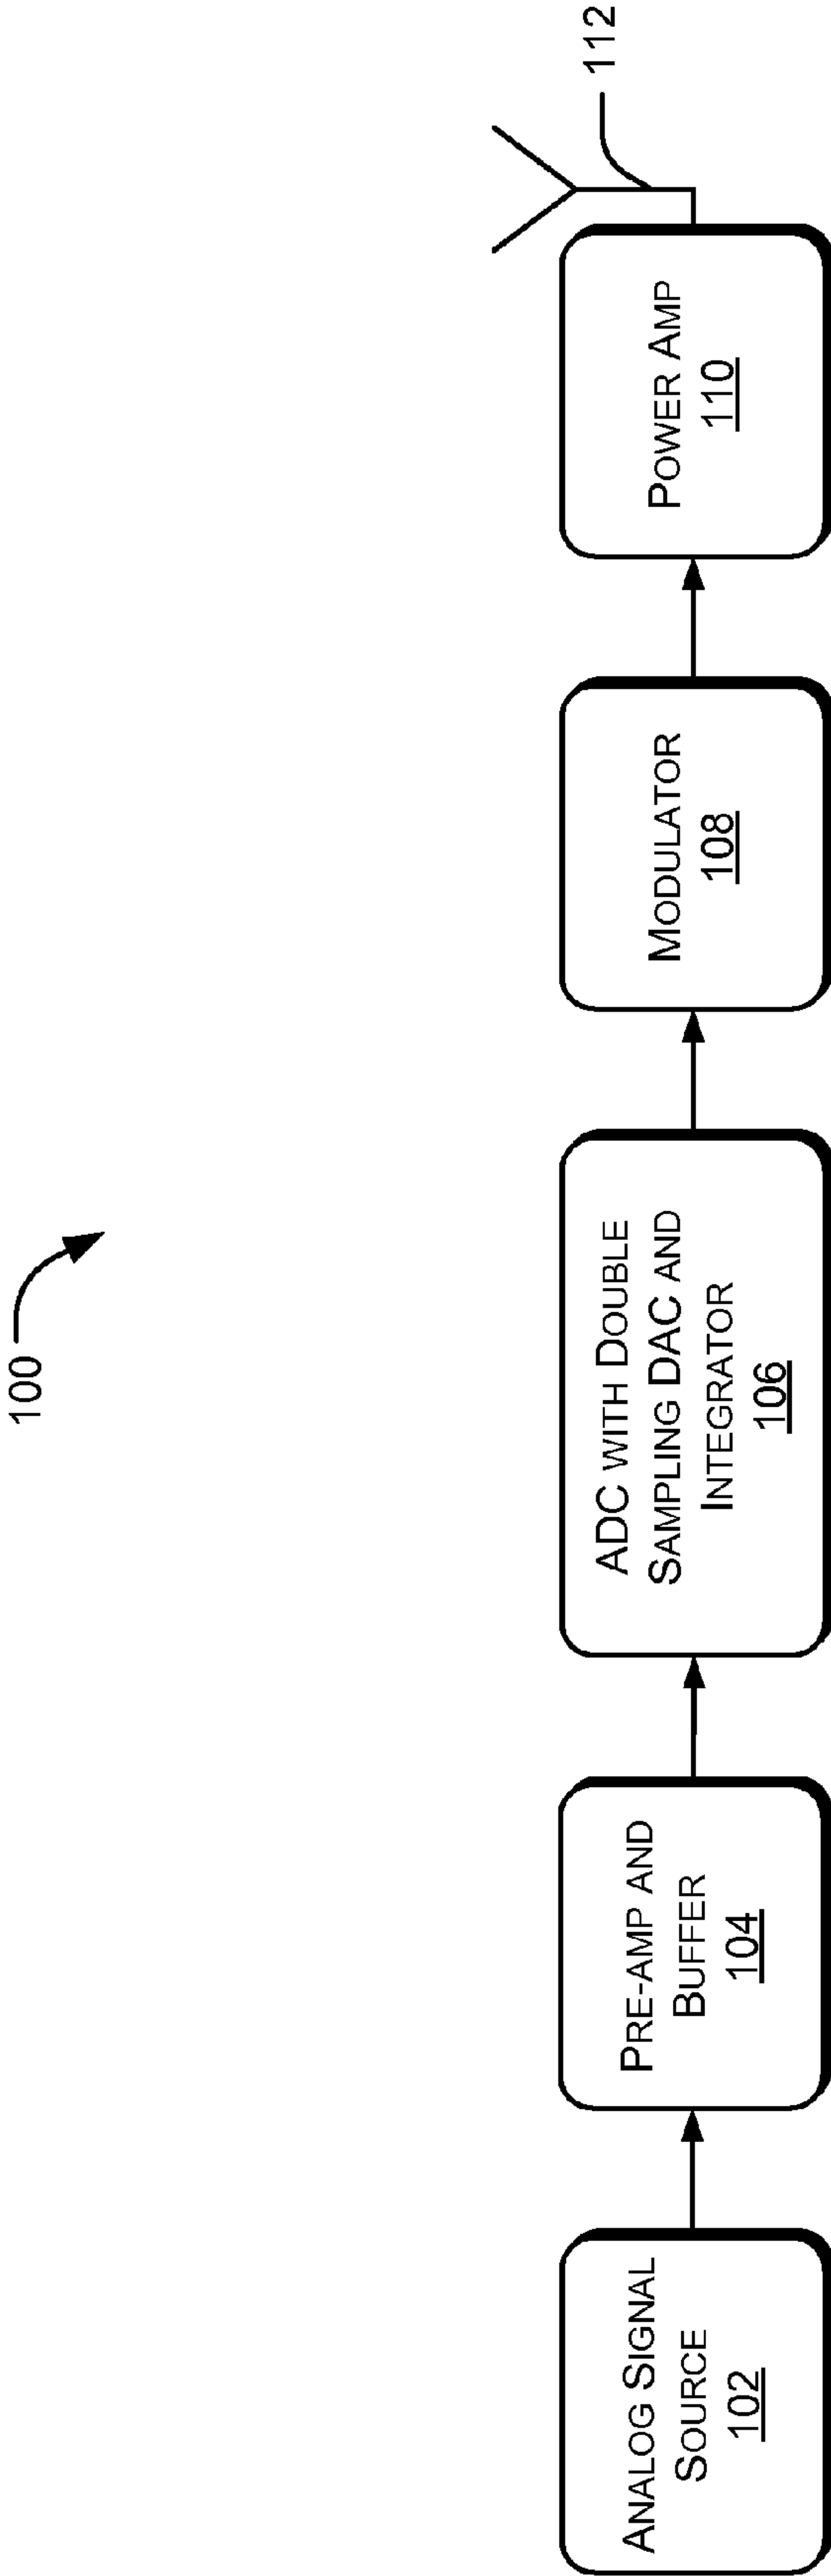 100
ANALOG SIGNAL
SOURCE
102
PRE-AMP AND
BUFFER
104
ADC WITH DOUBLE
SAMPLING DAC AND
INTEGRATOR
106
MODULATOR
108
POWER AMP
110
112